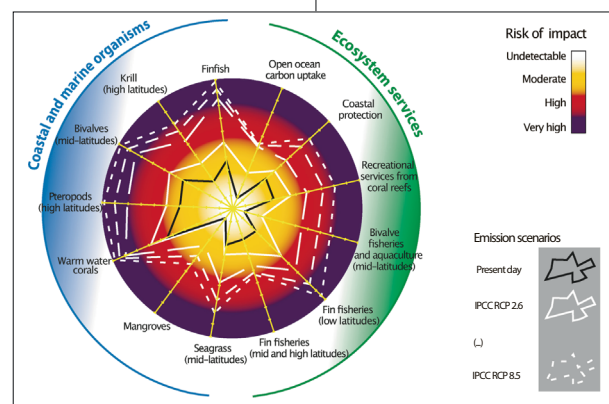 Coastal and marine organisms
Ecosystem services
Finfish
Krill
(high latitudes)
Bivalves
(mid–latitudes)
Pteropods
(high latitudes)
Warm water
corals
Mangroves
Seagrass
(mid–latitudes)
Fin fisheries
(mid and high latitudes)
Fin fisheries
(low latitudes)
Bivalve
fisheries
and aquaculture
(mid–latitudes)
Recreational
services from
coral reefs
Coastal
protection
Open ocean
carbon uptake
Risk of impact
Undetectable
Moderate
High
Very high
Emission scenarios
Present day
IPCC RCP 2.6
(...)
IPCC RCP 8.5